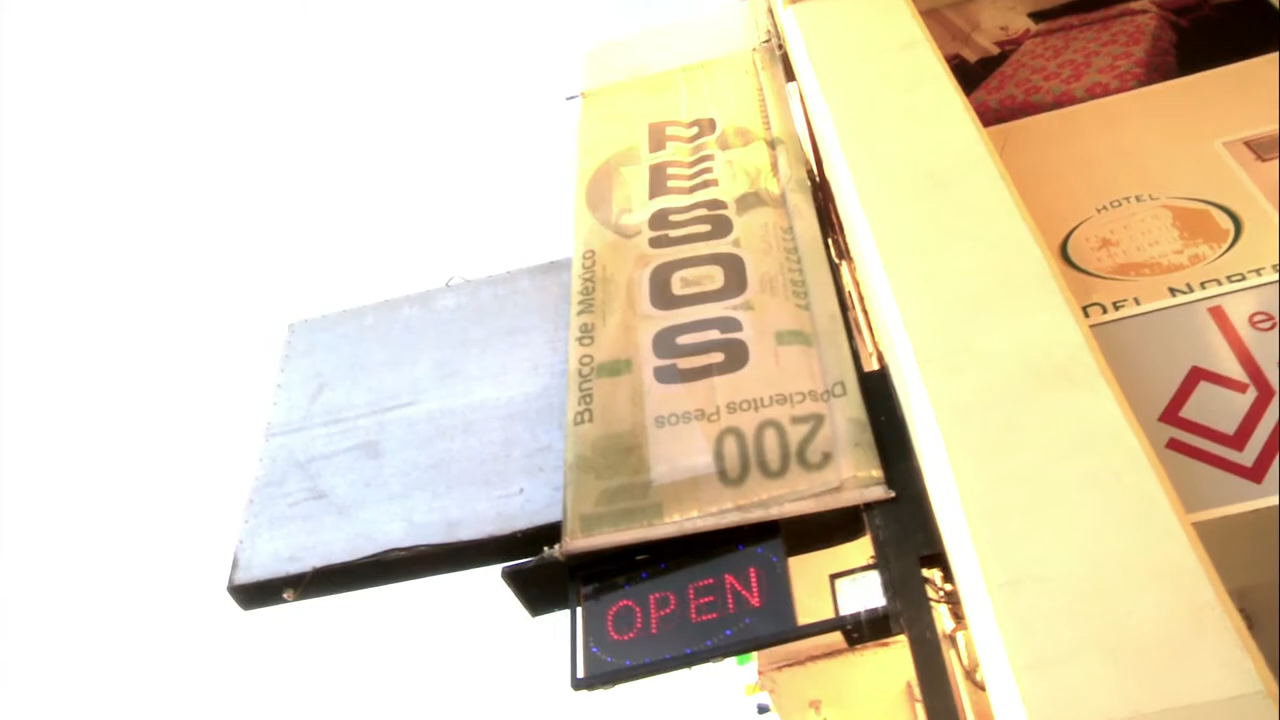 PESOS
Banco de México
Doscientos Pesos
200
OPEN
HOTEL
DEL NORTE
e